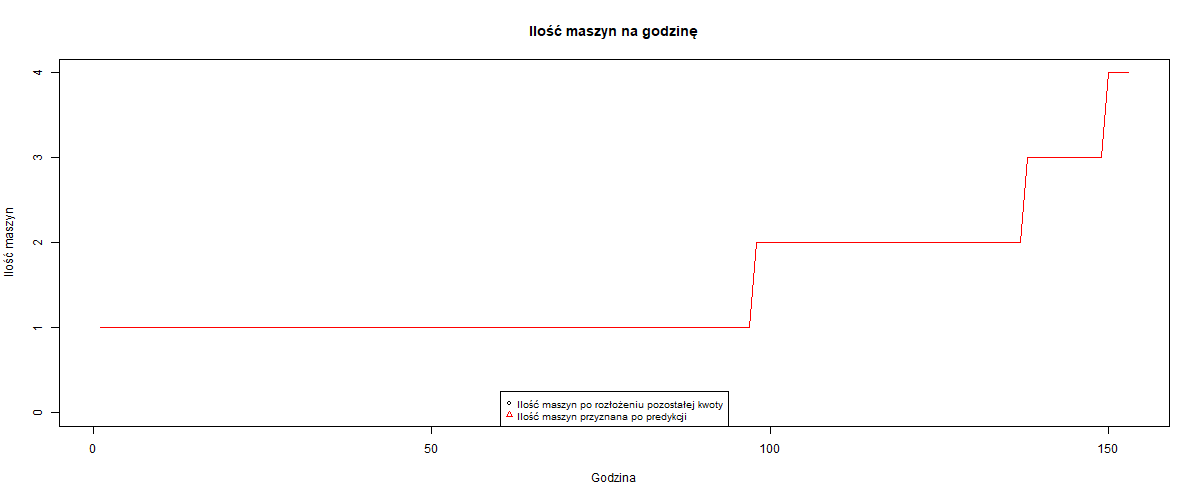 Ilość maszyn na godzinę
Ilość maszyn
4
3
2
1
0
Ilość maszyn po rozłożeniu pozostałej kwoty
Ilość maszyn przyznana po predykcji
0 50 100 150
Godzina